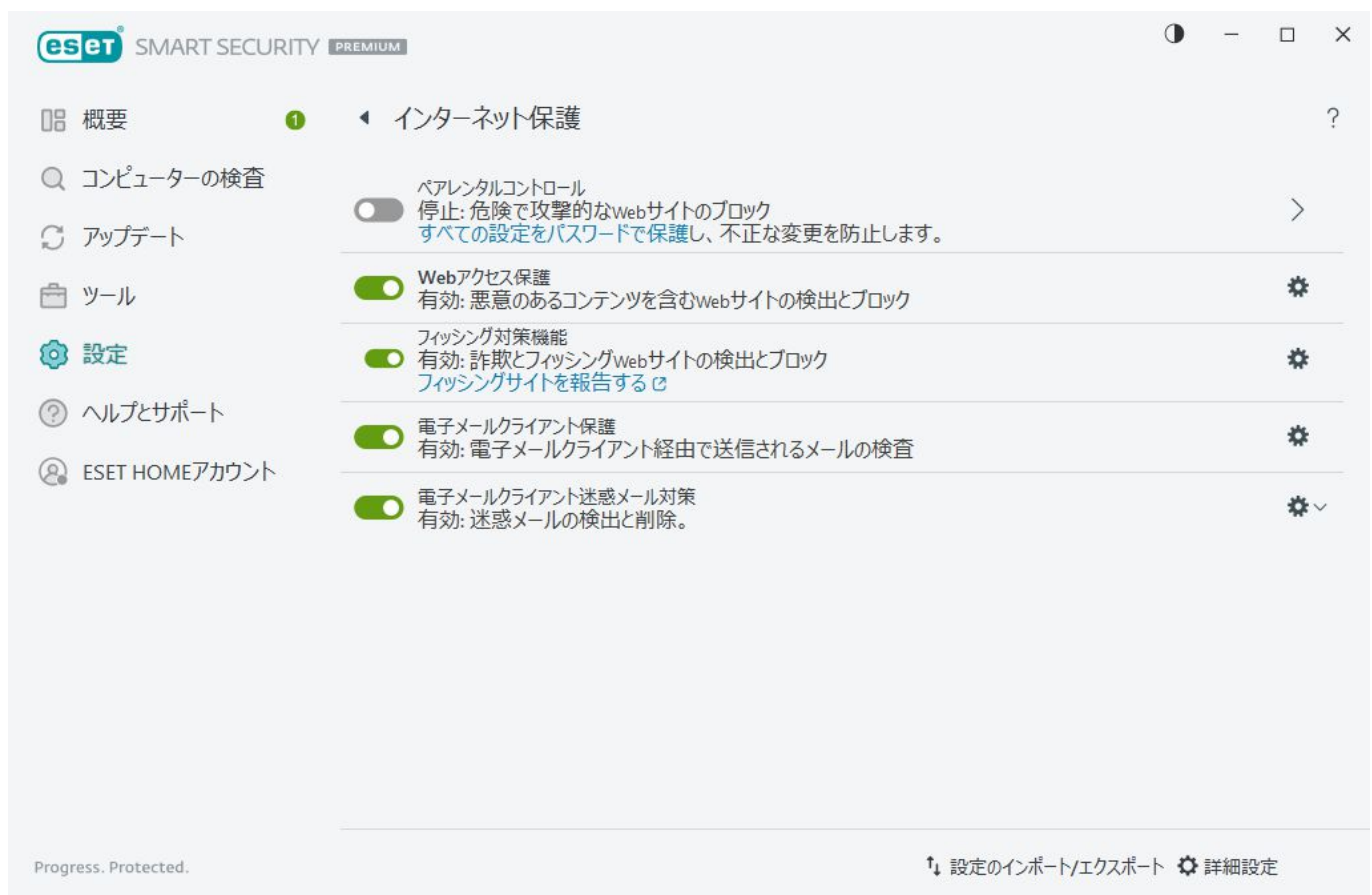 eset SMART SECURITY PREMIUM
概要 1
コンピューターの検査
アップデート
ツール
設定
ヘルプとサポート
ESET HOMEアカウント
インターネット保護 ?
ペアレンタルコントロール
停止: 危険で攻撃的なWebサイトのブロック
すべての設定をパスワードで保護し、不正な変更を防止します。
Webアクセス保護
有効: 悪意のあるコンテンツを含むWebサイトの検出とブロック
フィッシング対策機能
有効: 詐欺とフィッシングWebサイトの検出とブロック
フィッシングサイトを報告する
電子メールクライアント保護
有効: 電子メールクライアント経由で送信されるメールの検査
電子メールクライアント迷惑メール対策
有効: 迷惑メールの検出と削除。
Progress. Protected.
設定のインポート/エクスポート 詳細設定